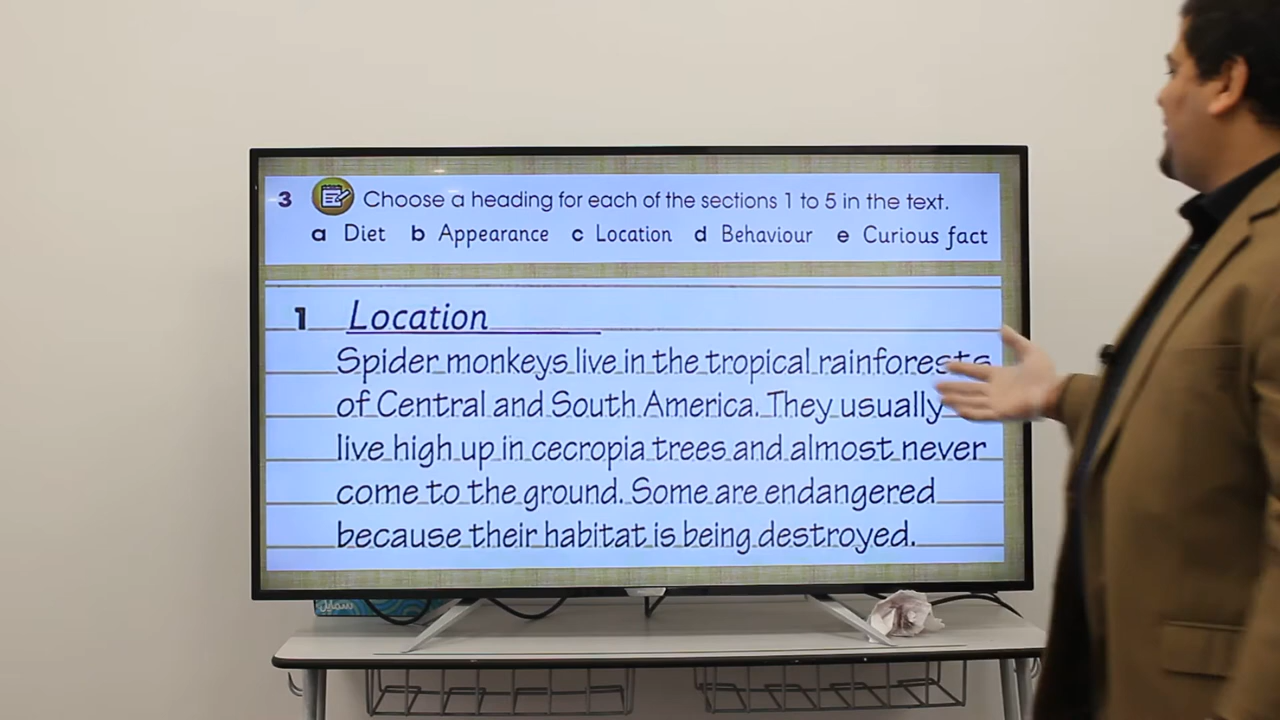 3 Choose a heading for each of the sections 1 to 5 in the text.
a Diet b Appearance c Location d Behaviour e Curious fact
1 Location
Spider monkeys live in the tropical rainforests
of Central and South America. They usually
live high up in cecropia trees and almost never
come to the ground. Some are endangered
because their habitat is being destroyed.